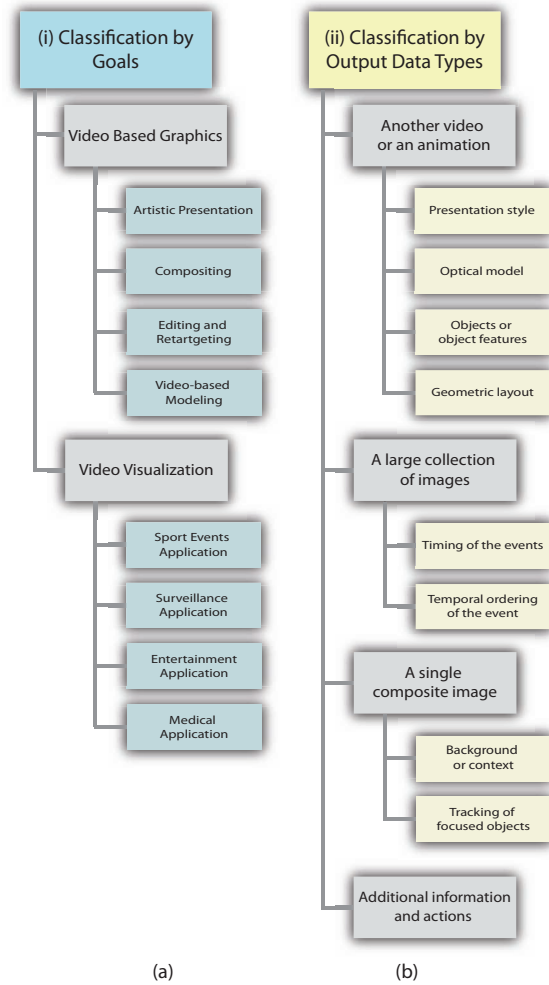 (i) Classification by
Goals
Video Based Graphics
Artistic Presentation
Compositing
Editing and
Retartgeting
Video-based
Modeling
Video Visualization
Sport Events
Application
Surveillance
Application
Entertainment
Application
Medical
Application
(a)
(ii) Classification by
Output Data Types
Another video
or an animation
Presentation style
Optical model
Objects or
object features
Geometric layout
A large collection
of images
Timing of the events
Temporal ordering
of the event
A single
composite image
Background
or context
Tracking of
focused objects
Additional information
and actions
(b)